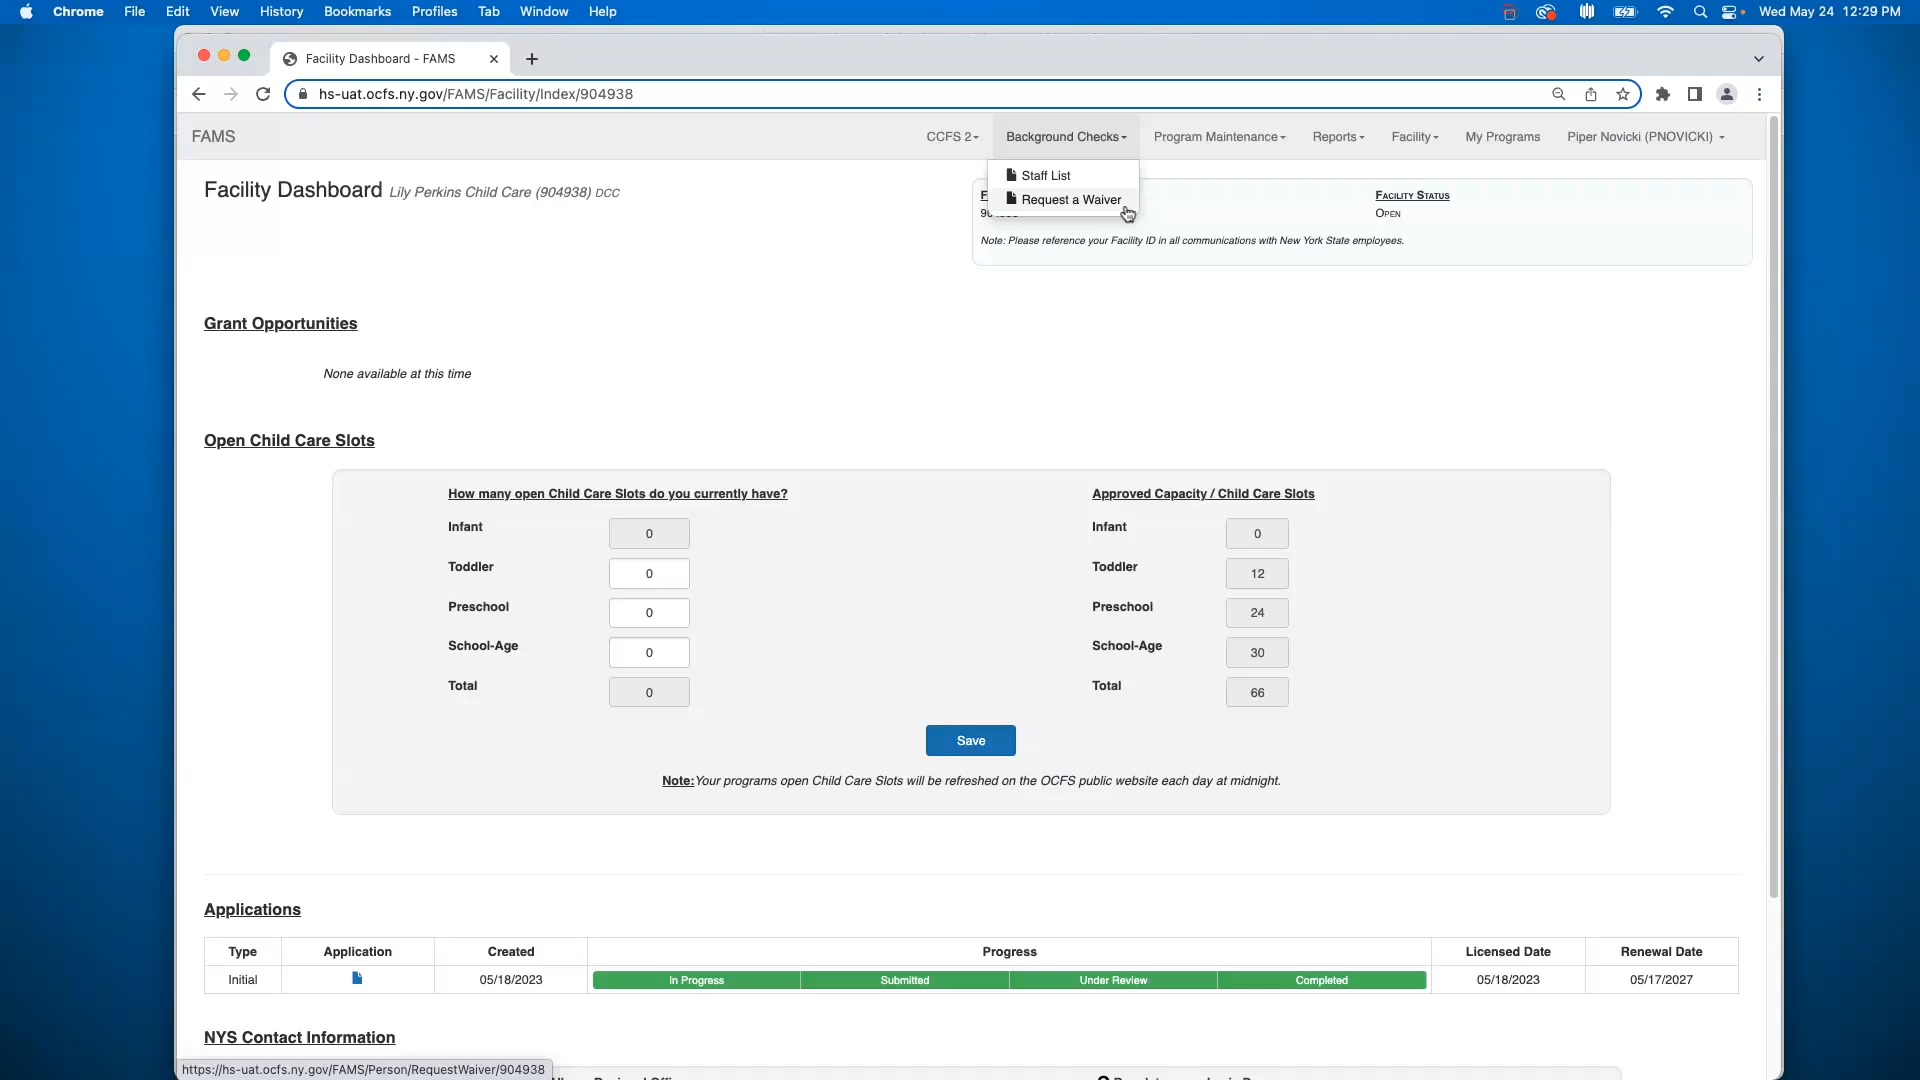 Chrome File Edit View History Bookmarks Profiles Tab Window Help Wed May 24 12:29 PM
Facility Dashboard - FAMS
hs-uat.ocfs.ny.gov/FAMS/Facility/Index/904938
FAMS CCFS 2 Background Checks Program Maintenance Reports Facility My Programs Piper Novicki (PNOVICKI)
Staff List
Request a Waiver
Facility Dashboard Lily Perkins Child Care (904938) DCC
Facility Status
Open
Note: Please reference your Facility ID in all communications with New York State employees.
Grant Opportunities
None available at this time
Open Child Care Slots
How many open Child Care Slots do you currently have? Approved Capacity / Child Care Slots
Infant 0 Infant 0
Toddler 0 Toddler 12
Preschool 0 Preschool 24
School-Age 0 School-Age 30
Total 0 Total 66
Save
Note: Your programs open Child Care Slots will be refreshed on the OCFS public website each day at midnight.
Applications
Type Application Created Progress Licensed Date Renewal Date
Initial 05/18/2023 In Progress Submitted Under Review Completed 05/18/2023 05/17/2027
NYS Contact Information
https://hs-uat.ocfs.ny.gov/FAMS/Person/RequestWaiver/904938